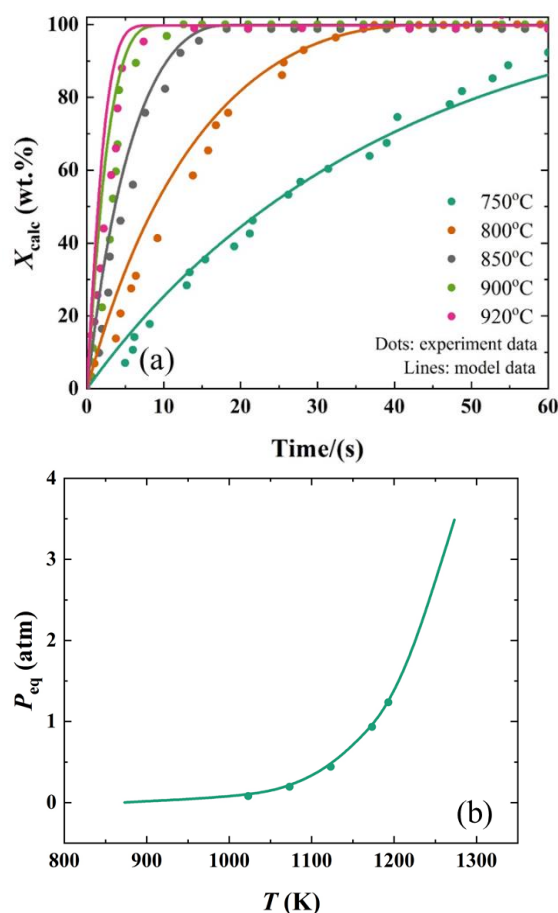 100
80
60
40
20
0
X_calc (wt.%)
750°C
800°C
850°C
900°C
920°C
Dots: experiment data
Lines: model data
(a)
0 10 20 30 40 50 60
Time/(s)
4
3
2
1
0
P_eq (atm)
(b)
800 900 1000 1100 1200 1300
T (K)